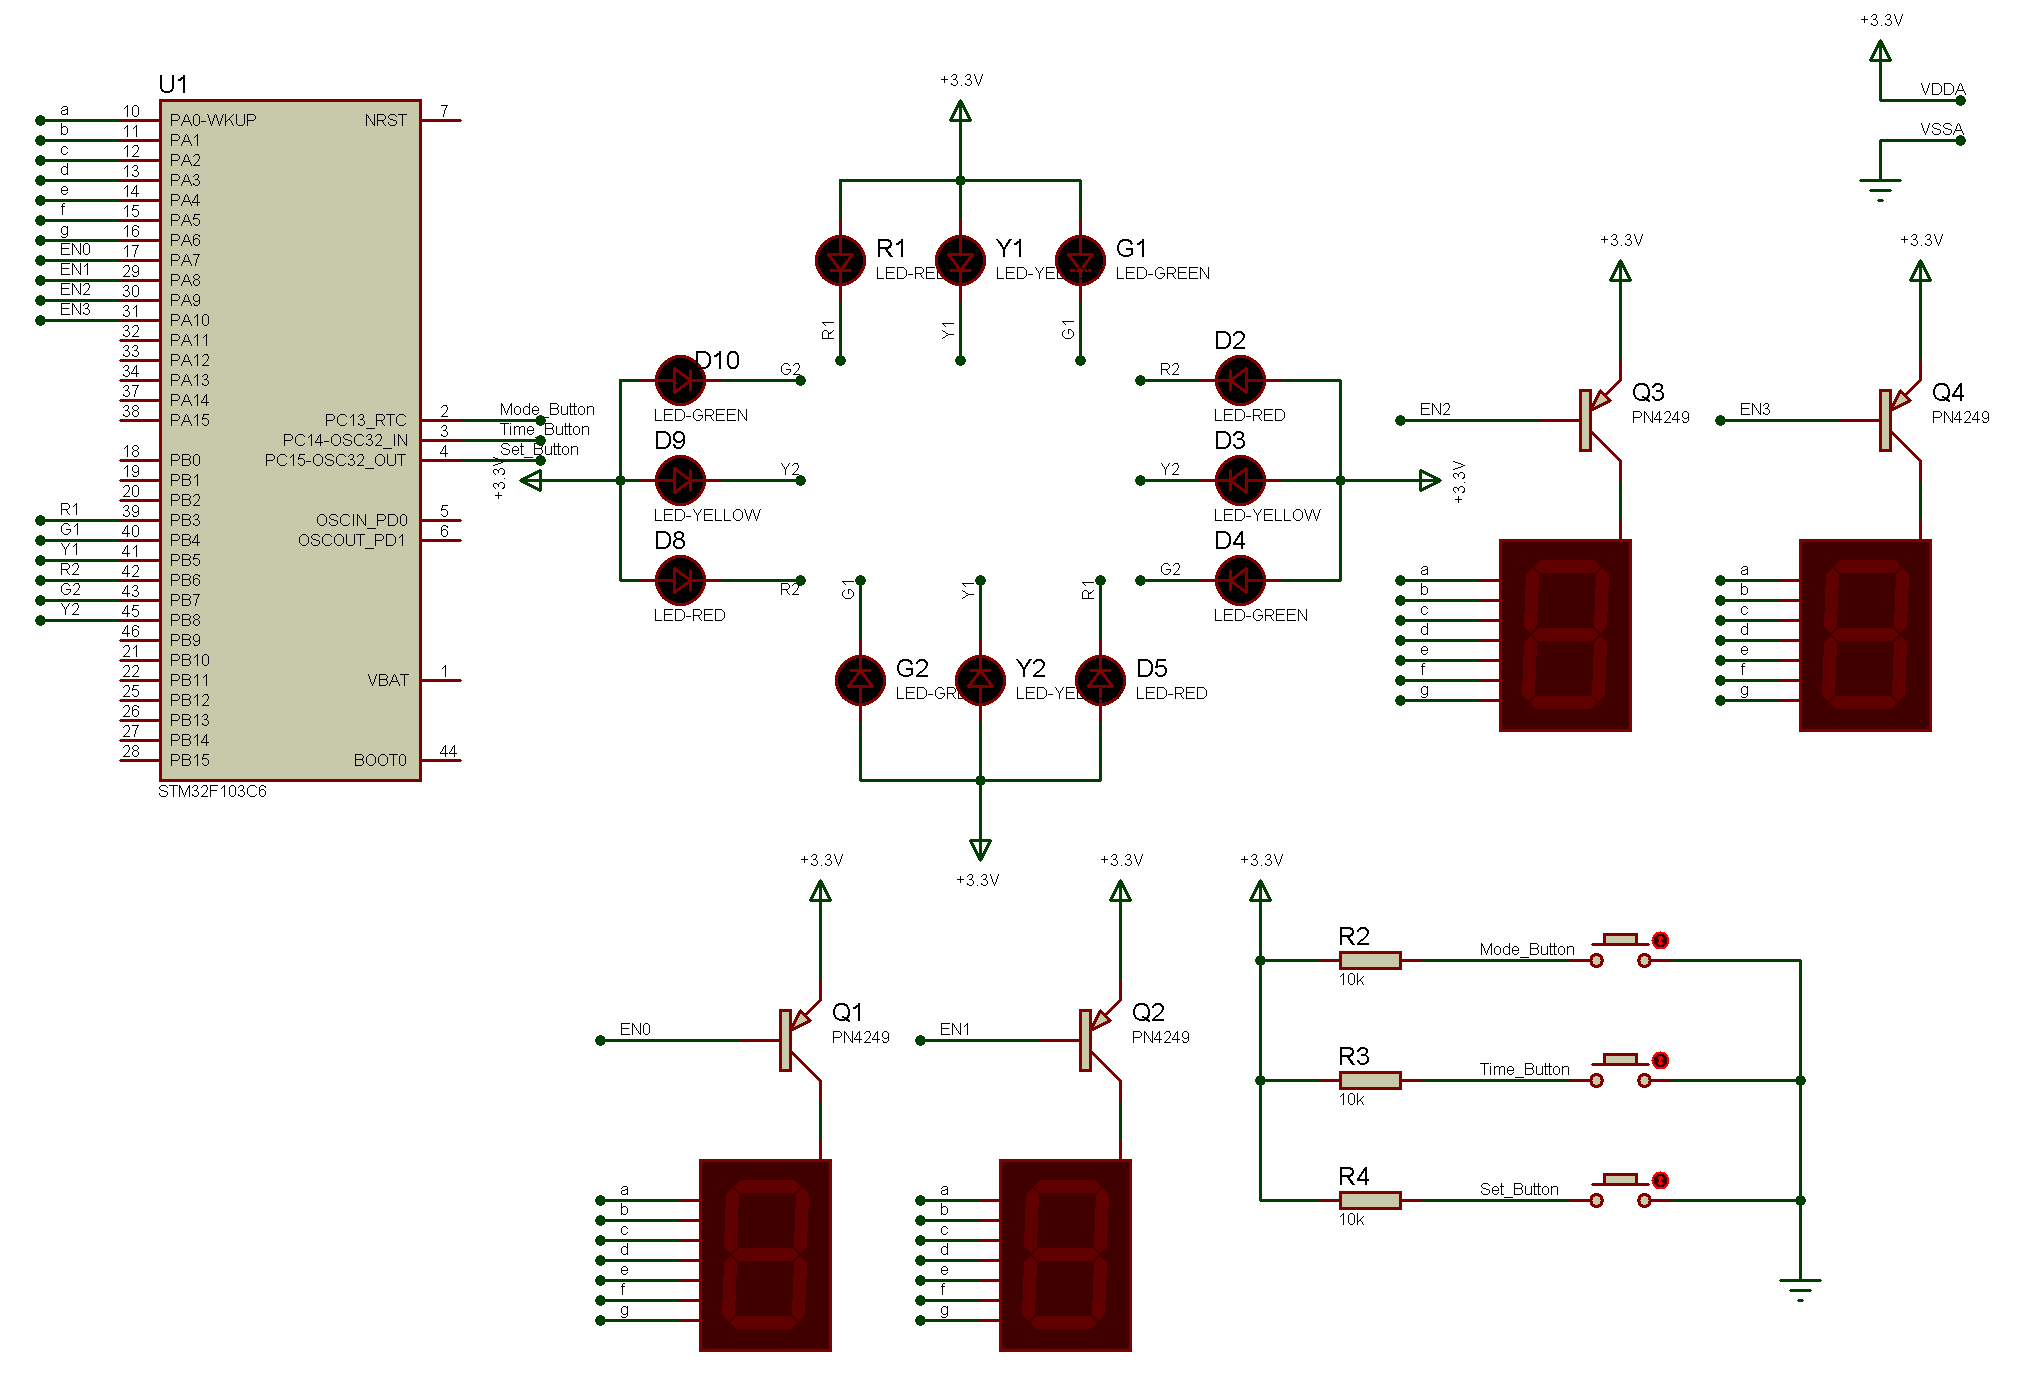 U1
a 10 PA0-WKUP NRST 7
b 11 PA1
c 12 PA2
d 13 PA3
e 14 PA4
f 15 PA5
g 16 PA6
EN0 17 PA7
EN1 29 PA8
EN2 30 PA9
EN3 31 PA10
32 PA11
33 PA12
34 PA13
37 PA14
38 PA15 PC13_RTC 2 Mode_Button
PC14-OSC32_IN 3 Time_Button
18 PB0 PC15-OSC32_OUT 4 Set_Button
19 PB1
20 PB2
R1 39 PB3 OSCIN_PD0 5
G1 40 PB4 OSCOUT_PD1 6
Y1 41 PB5
R2 42 PB6
G2 43 PB7
Y2 45 PB8
46 PB9
21 PB10
22 PB11 VBAT 1
25 PB12
26 PB13
27 PB14
28 PB15 BOOT0 44
STM32F103C6
+3.3V
R1 Y1 G1
LED-RED LED-YEL LED-GREEN
R1 Y1 G1
D10 G2
LED-GREEN
D9 Y2
+3.3V
LED-YELLOW
D8 R2
LED-RED
D2
R2
LED-RED
D3
Y2 +3.3V
LED-YELLOW
D4
G2
LED-GREEN
G1 Y1 R1
G2 Y2 D5
LED-GRE LED-YEL LED-RED
+3.3V
+3.3V
VDDA
VSSA
+3.3V +3.3V
EN2 Q3 EN3 Q4
PN4249 PN4249
a a
b b
c c
d d
e e
f f
g g
+3.3V +3.3V +3.3V
EN0 Q1 EN1 Q2
PN4249 PN4249
a a
b b
c c
d d
e e
f f
g g
R2 Mode_Button
10k
R3 Time_Button
10k
R4 Set_Button
10k